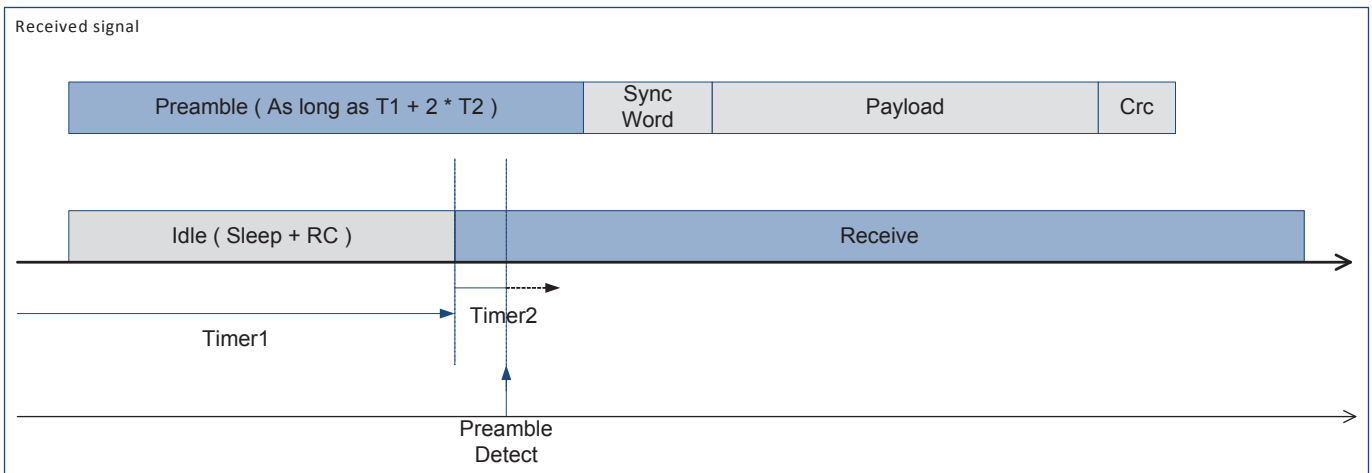 Received signal
Preamble ( As long as T1 + 2 * T2 )
Sync
Word
Payload
Crc
Idle ( Sleep + RC )
Receive
Timer1
Timer2
Preamble
Detect